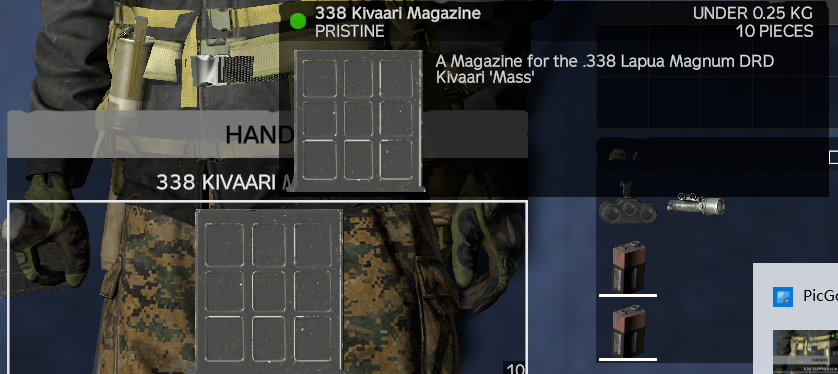 338 Kivaari Magazine
PRISTINE
UNDER 0.25 KG
10 PIECES
A Magazine for the .338 Lapua Magnum DRD
Kivaari 'Mass'
HAND
338 KIVAARI M
10
PicGo